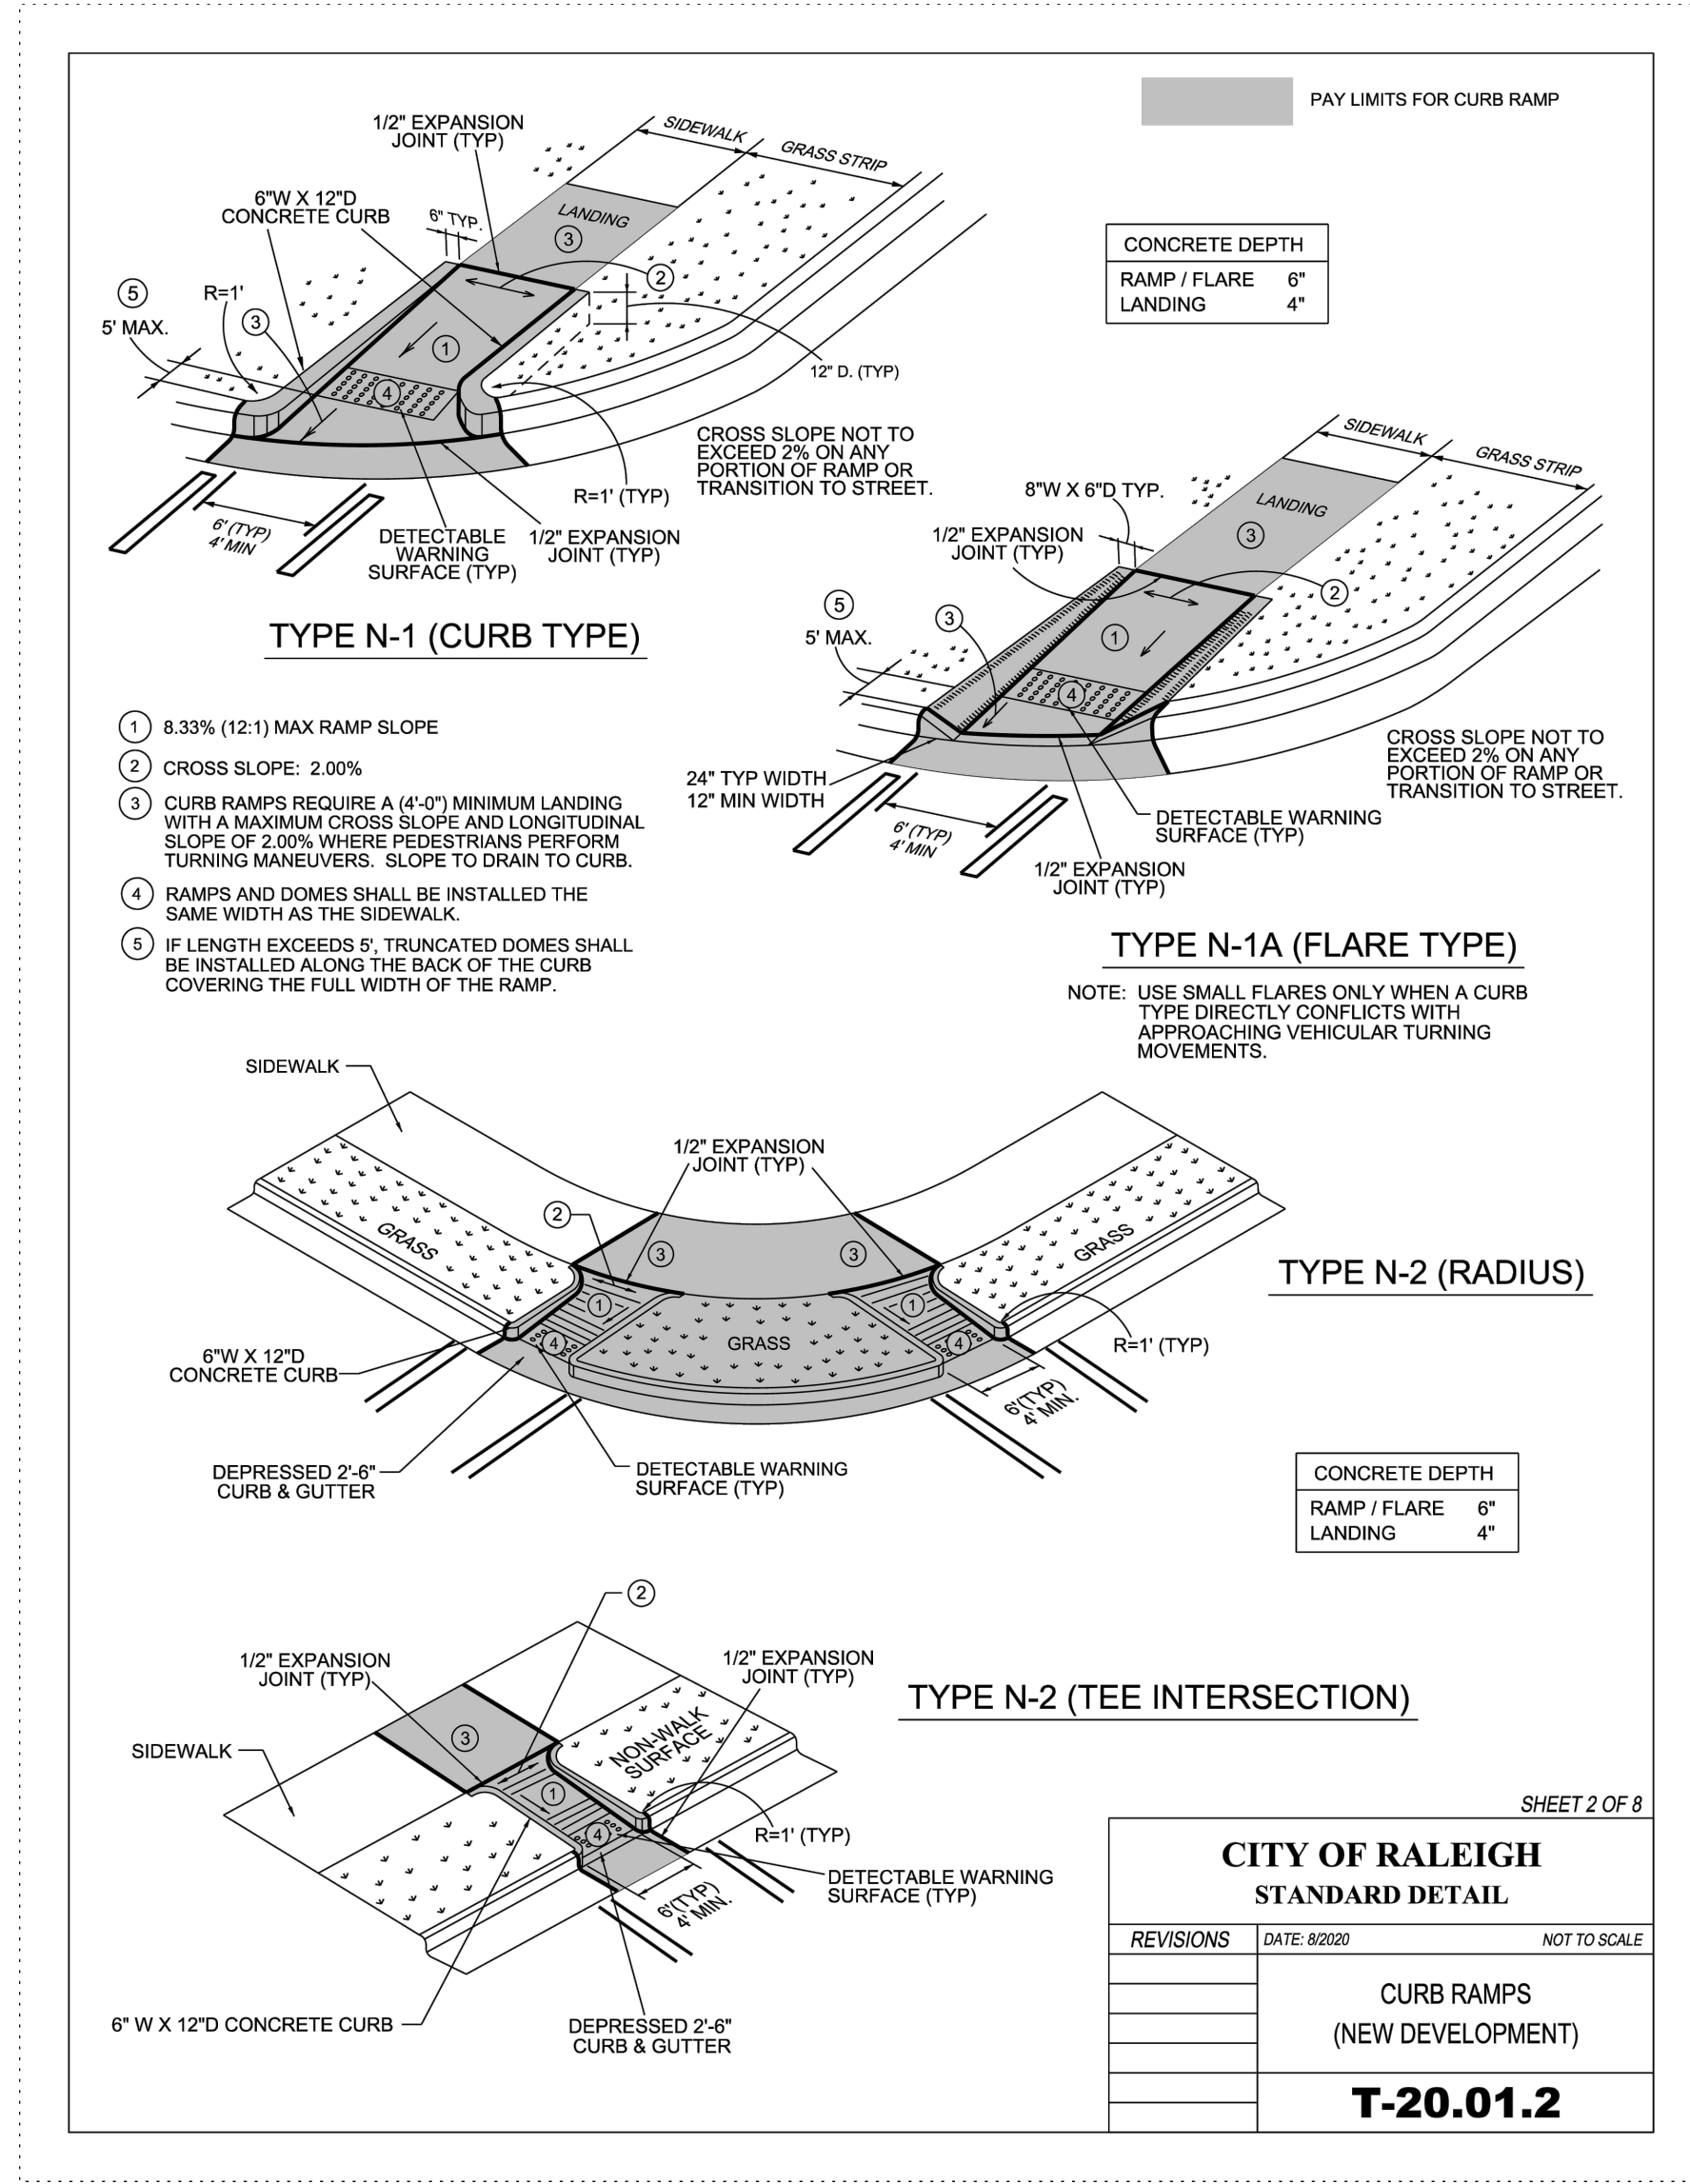 PAY LIMITS FOR CURB RAMP
1/2" EXPANSION
JOINT (TYP)
SIDEWALK
GRASS STRIP
6"W X 12"D
CONCRETE CURB
6" TYP.
LANDING
3
2
5
5' MAX.
R=1'
3
1
4
12" D. (TYP)
CONCRETE DEPTH
RAMP / FLARE 6"
LANDING 4"
CROSS SLOPE NOT TO
EXCEED 2% ON ANY
PORTION OF RAMP OR
TRANSITION TO STREET.
R=1' (TYP)
6' (TYP)
4' MIN
DETECTABLE
WARNING
SURFACE (TYP)
1/2" EXPANSION
JOINT (TYP)
TYPE N-1 (CURB TYPE)
SIDEWALK
GRASS STRIP
8"W X 6"D TYP.
LANDING
1/2" EXPANSION
JOINT (TYP)
3
2
5
5' MAX.
3
1
4
24" TYP WIDTH
12" MIN WIDTH
CROSS SLOPE NOT TO
EXCEED 2% ON ANY
PORTION OF RAMP OR
TRANSITION TO STREET.
6' (TYP)
4' MIN
DETECTABLE WARNING
SURFACE (TYP)
1/2" EXPANSION
JOINT (TYP)
TYPE N-1A (FLARE TYPE)
NOTE: USE SMALL FLARES ONLY WHEN A CURB
TYPE DIRECTLY CONFLICTS WITH
APPROACHING VEHICULAR TURNING
MOVEMENTS.
1 8.33% (12:1) MAX RAMP SLOPE
2 CROSS SLOPE: 2.00%
3 CURB RAMPS REQUIRE A (4'-0") MINIMUM LANDING
WITH A MAXIMUM CROSS SLOPE AND LONGITUDINAL
SLOPE OF 2.00% WHERE PEDESTRIANS PERFORM
TURNING MANEUVERS. SLOPE TO DRAIN TO CURB.
4 RAMPS AND DOMES SHALL BE INSTALLED THE
SAME WIDTH AS THE SIDEWALK.
5 IF LENGTH EXCEEDS 5', TRUNCATED DOMES SHALL
BE INSTALLED ALONG THE BACK OF THE CURB
COVERING THE FULL WIDTH OF THE RAMP.
SIDEWALK
1/2" EXPANSION
JOINT (TYP)
2
GRASS
3
3
GRASS
1
1
GRASS
4
4
TYPE N-2 (RADIUS)
6"W X 12"D
CONCRETE CURB
R=1' (TYP)
6'(TYP)
4' MIN.
DEPRESSED 2'-6"
CURB & GUTTER
DETECTABLE WARNING
SURFACE (TYP)
CONCRETE DEPTH
RAMP / FLARE 6"
LANDING 4"
2
1/2" EXPANSION
JOINT (TYP)
1/2" EXPANSION
JOINT (TYP)
TYPE N-2 (TEE INTERSECTION)
SIDEWALK
3
NON-WALK
SURFACE
1
4
R=1' (TYP)
DETECTABLE WARNING
SURFACE (TYP)
6'(TYP)
4' MIN.
6" W X 12"D CONCRETE CURB
DEPRESSED 2'-6"
CURB & GUTTER
SHEET 2 OF 8
CITY OF RALEIGH
STANDARD DETAIL
REVISIONS
DATE: 8/2020
NOT TO SCALE
CURB RAMPS
(NEW DEVELOPMENT)
T-20.01.2